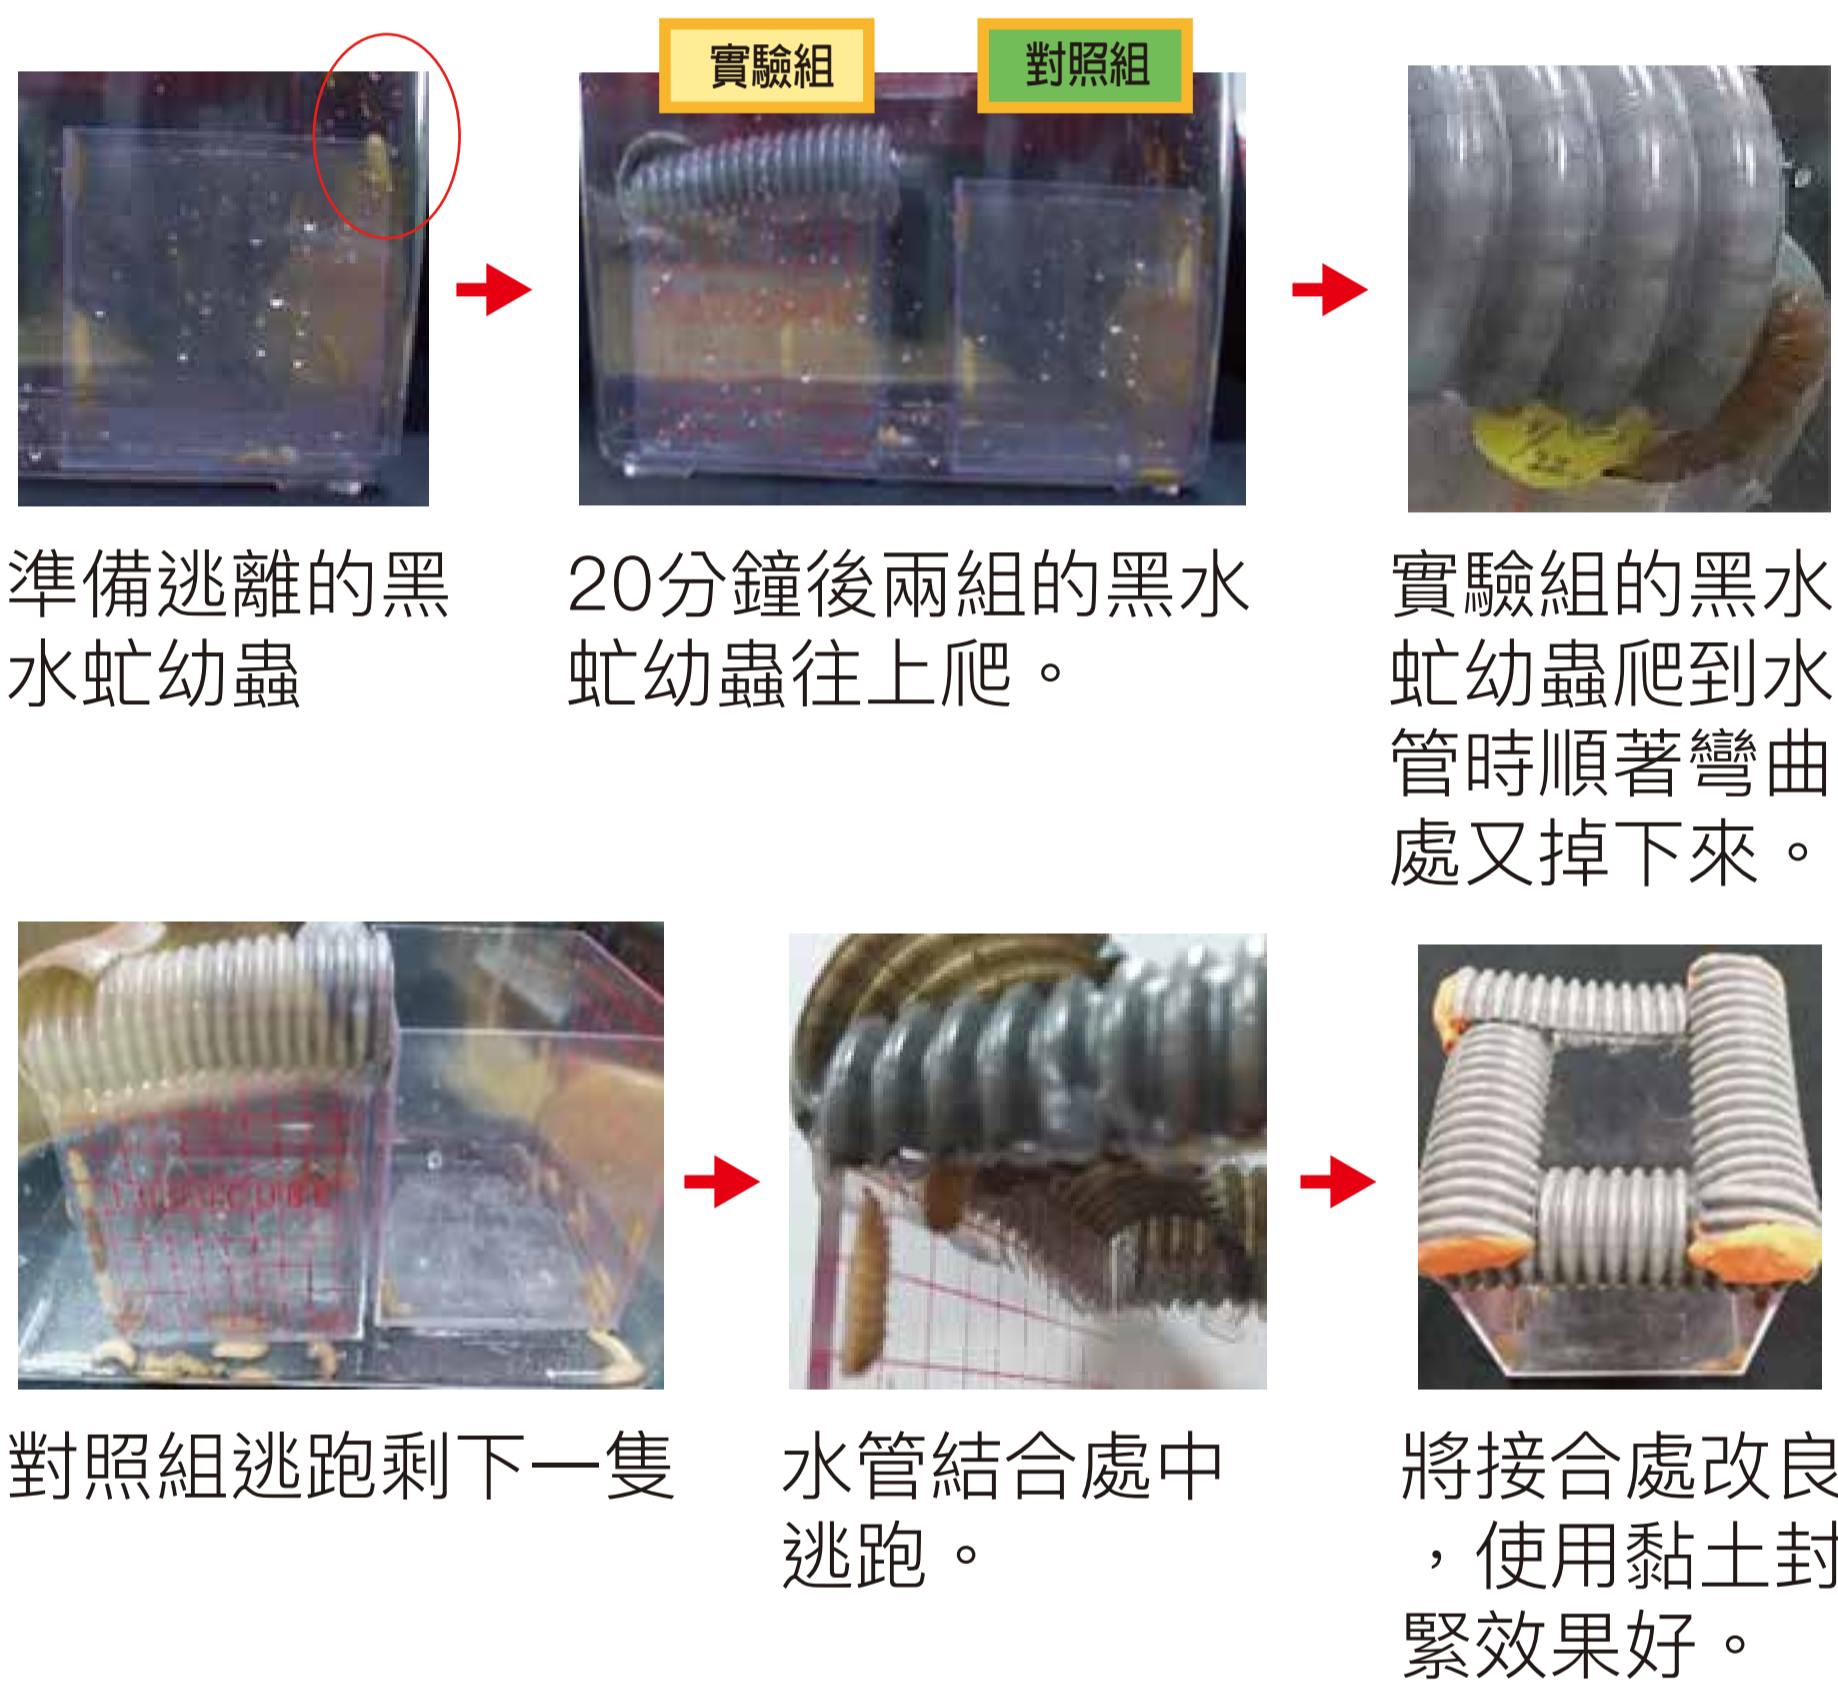 實驗組
對照組
準備逃離的黑
水虻幼蟲
20分鐘後兩組的黑水
虻幼蟲往上爬。
實驗組的黑水
虻幼蟲爬到水
管時順著彎曲
處又掉下來。
對照組逃跑剩下一隻
水管結合處中
逃跑。
將接合處改良
，使用黏土封
緊效果好。